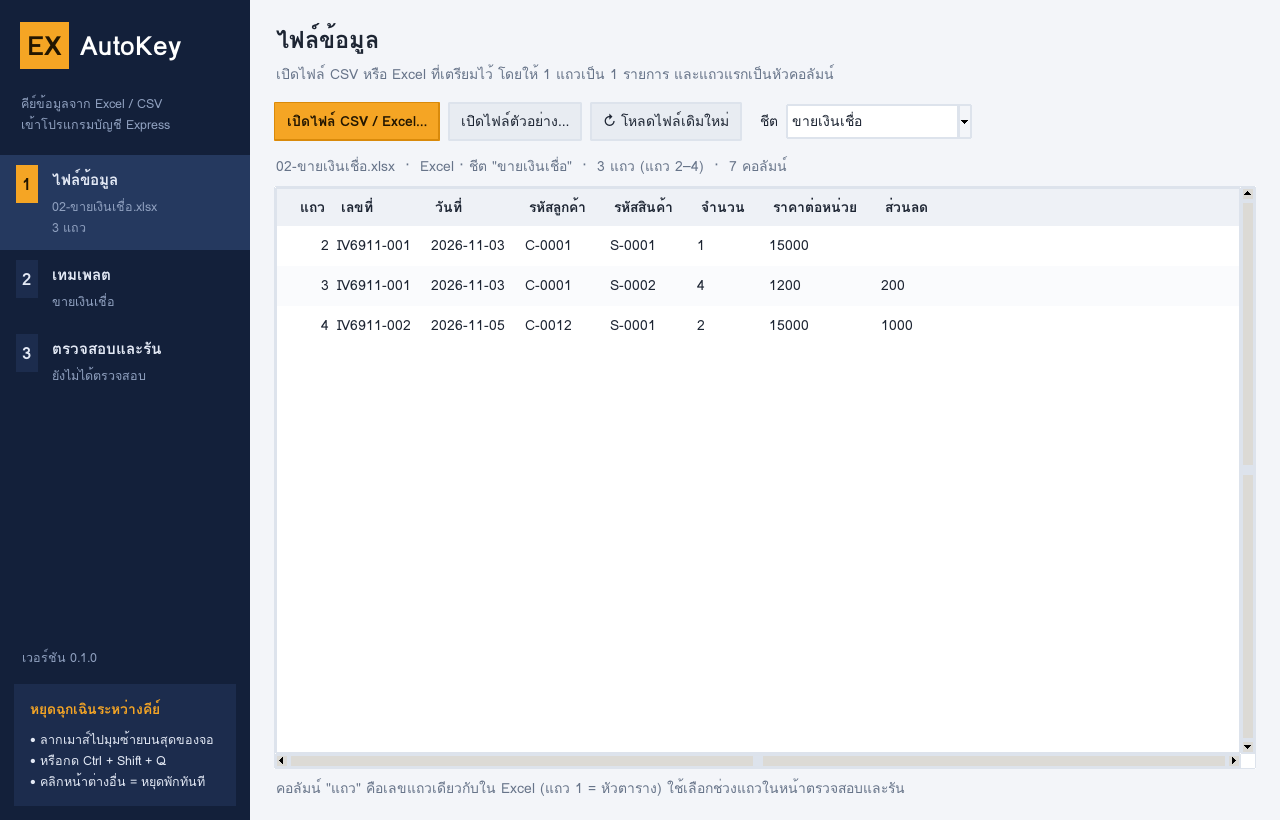 EX AutoKey
คีย์ข้อมูลจาก Excel / CSV
เข้าโปรแกรมบัญชี Express
1 ไฟล์ข้อมูล
02-ขายเงินเชื่อ.xlsx
3 แถว
2 เทมเพลต
ขายเงินเชื่อ
3 ตรวจสอบและรัน
ยังไม่ได้ตรวจสอบ
เวอร์ชัน 0.1.0
หยุดฉุกเฉินระหว่างคีย์
• ลากเมาส์ไปมุมซ้ายบนสุดของจอ
• หรือกด Ctrl + Shift + Q
• คลิกหน้าต่างอื่น = หยุดพักทันที
ไฟล์ข้อมูล
เปิดไฟล์ CSV หรือ Excel ที่เตรียมไว้ โดยให้ 1 แถวเป็น 1 รายการ และแถวแรกเป็นหัวคอลัมน์
เปิดไฟล์ CSV / Excel... เปิดไฟล์ตัวอย่าง... ↻ โหลดไฟล์เดิมใหม่ ชีต ขายเงินเชื่อ
02-ขายเงินเชื่อ.xlsx · Excel · ชีต "ขายเงินเชื่อ" · 3 แถว (แถว 2–4) · 7 คอลัมน์
แถว เลขที่ วันที่ รหัสลูกค้า รหัสสินค้า จำนวน ราคาต่อหน่วย ส่วนลด
2 IV6911-001 2026-11-03 C-0001 S-0001 1 15000
3 IV6911-001 2026-11-03 C-0001 S-0002 4 1200 200
4 IV6911-002 2026-11-05 C-0012 S-0001 2 15000 1000
คอลัมน์ "แถว" คือเลขแถวเดียวกับใน Excel (แถว 1 = หัวตาราง) ใช้เลือกช่วงแถวในหน้าตรวจสอบและรัน